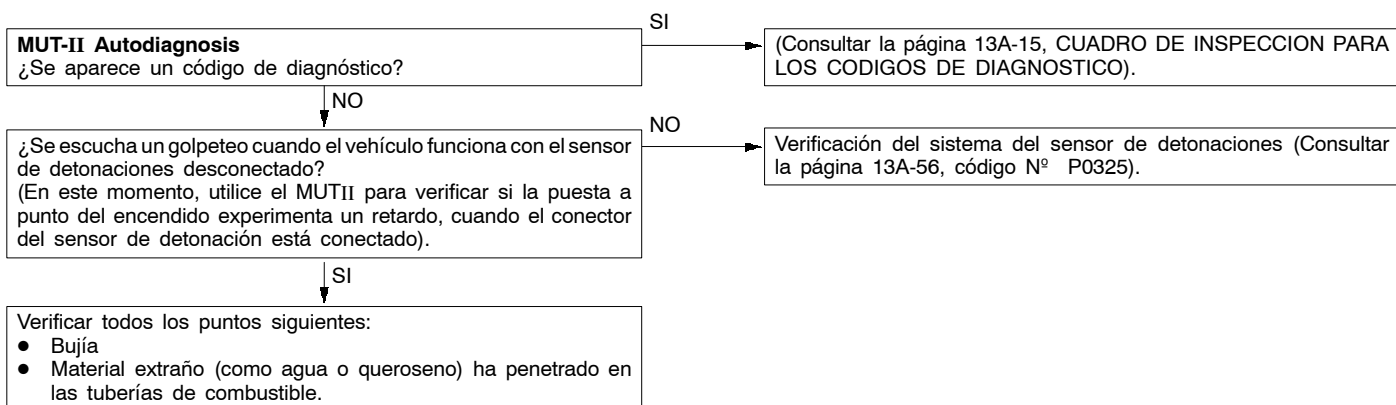 SI
MUT-II Autodiagnosis
¿Se aparece un código de diagnóstico?
(Consultar la página 13A-15, CUADRO DE INSPECCION PARA
LOS CODIGOS DE DIAGNOSTICO).
NO
NO
¿Se escucha un golpeteo cuando el vehículo funciona con el sensor
de detonaciones desconectado?
(En este momento, utilice el MUTII para verificar si la puesta a
punto del encendido experimenta un retardo, cuando el conector
del sensor de detonación está conectado).
Verificación del sistema del sensor de detonaciones (Consultar
la página 13A-56, código Nº P0325).
SI
Verificar todos los puntos siguientes:
● Bujía
● Material extraño (como agua o queroseno) ha penetrado en
las tuberías de combustible.